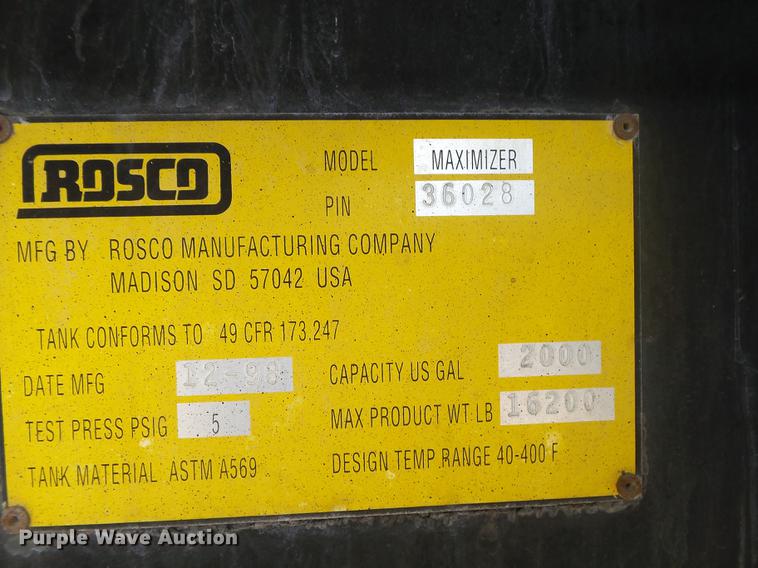 ROSCO
MODEL MAXIMIZER
PIN 36028
MFG BY ROSCO MANUFACTURING COMPANY
MADISON SD 57042 USA
TANK CONFORMS TO 49 CFR 173.247
DATE MFG 12-98
CAPACITY US GAL 2000
TEST PRESS PSIG 5
MAX PRODUCT WT LB 16200
TANK MATERIAL ASTM A569
DESIGN TEMP RANGE 40-400 F
Purple Wave Auction